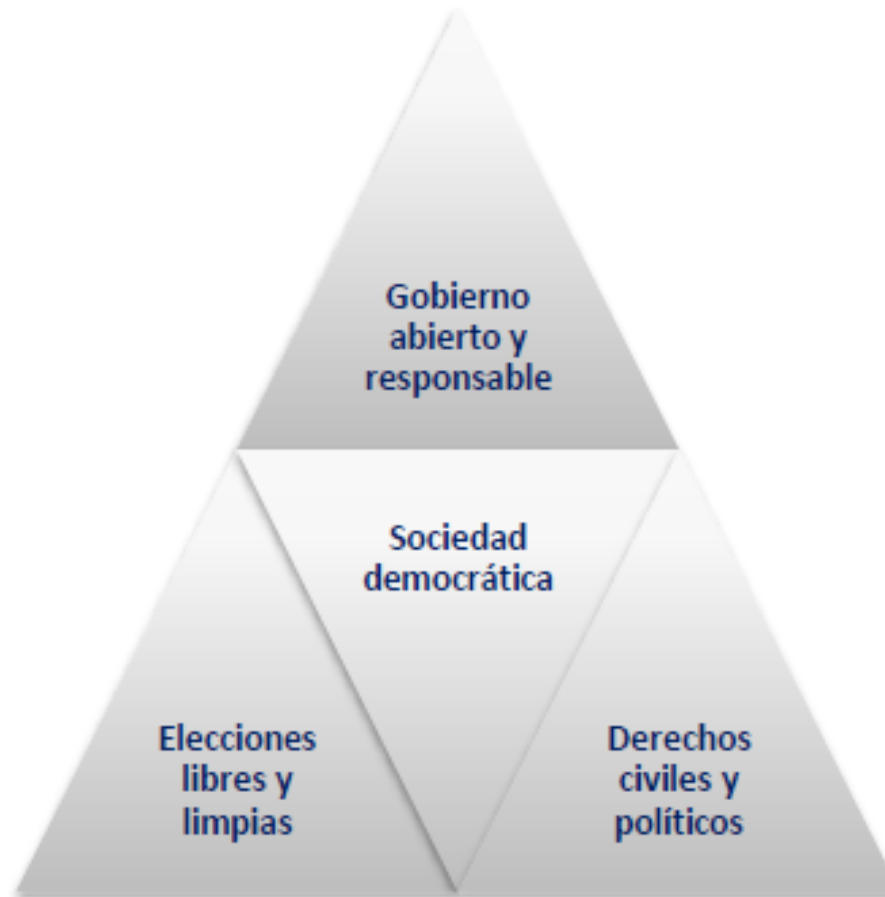 Gobierno
abierto y
responsable
Sociedad
democrática
Elecciones
libres y
limpias
Derechos
civiles y
políticos